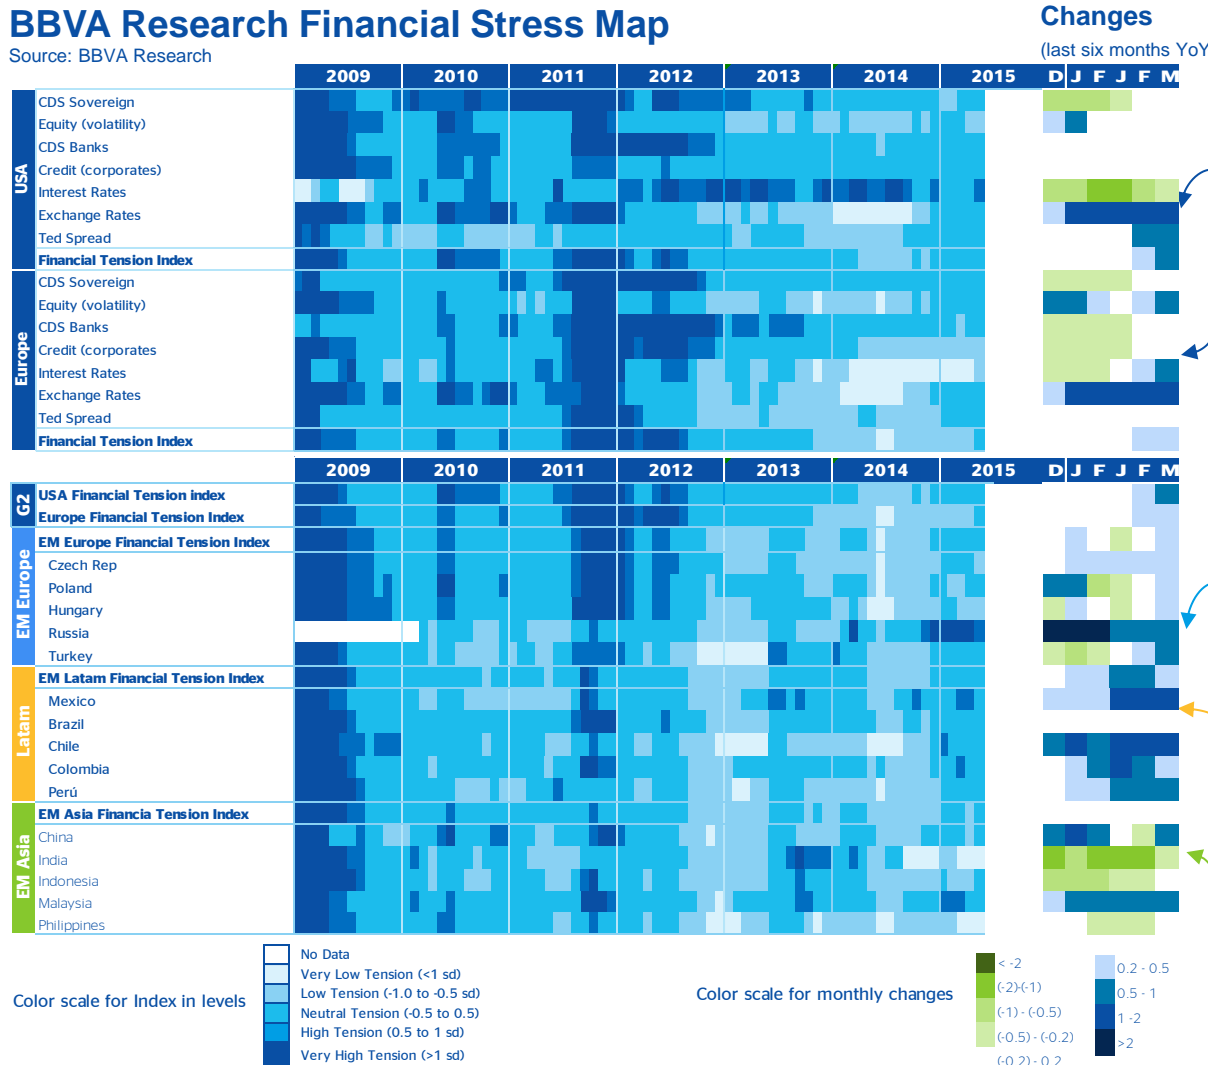 BBVA Research Financial Stress Map
Changes
Source: BBVA Research
(last six months YoY
2009 2010 2011 2012 2013 2014 2015 D J F J F M
USA
CDS Sovereign
Equity (volatility)
CDS Banks
Credit (corporates)
Interest Rates
Exchange Rates
Ted Spread
Financial Tension Index
Europe
CDS Sovereign
Equity (volatility)
CDS Banks
Credit (corporates
Interest Rates
Exchange Rates
Ted Spread
Financial Tension Index
2009 2010 2011 2012 2013 2014 2015 D J F J F M
G2
USA Financial Tension index
Europe Financial Tension Index
EM Europe
EM Europe Financial Tension Index
Czech Rep
Poland
Hungary
Russia
Turkey
Latam
EM Latam Financial Tension Index
Mexico
Brazil
Chile
Colombia
Perú
EM Asia
EM Asia Financia Tension Index
China
India
Indonesia
Malaysia
Philippines
Color scale for Index in levels
No Data
Very Low Tension (<1 sd)
Low Tension (-1.0 to -0.5 sd)
Neutral Tension (-0.5 to 0.5)
High Tension (0.5 to 1 sd)
Very High Tension (>1 sd)
Color scale for monthly changes
< -2
(-2)-(-1)
(-1) - (-0.5)
(-0.5) - (-0.2)
(-0.2) - 0.2
0.2 - 0.5
0.5 - 1
1 -2
>2